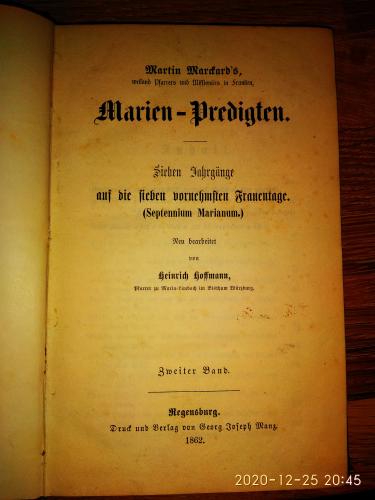 Martin Marckard's,
weiland Pfarrers und Missionärs in Franken,
Marien-Predigten.
Sieben Jahrgänge
auf die sieben vornehmsten Frauentage.
(Septennium Marianum.)
Neu bearbeitet
von
Heinrich Hoffmann,
Pfarrer zu Maria-Limbach im Bisthum Würzburg.
Zweiter Band.
Regensburg.
Druck und Verlag von Georg Joseph Manz.
1862.
2020-12-25 20:45